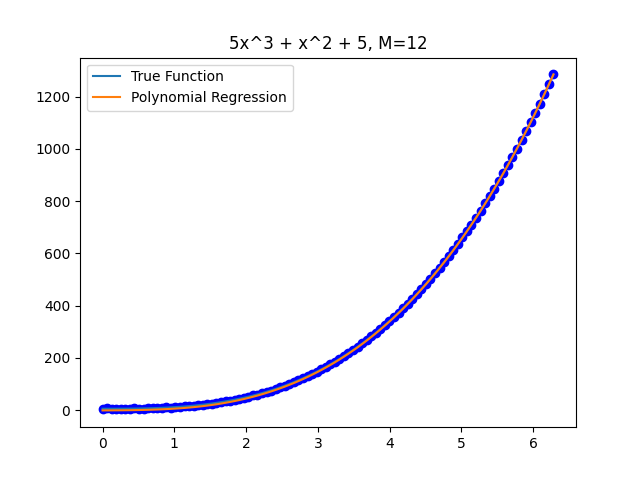 5x^3 + x^2 + 5, M=12
True Function
Polynomial Regression
1200
1000
800
600
400
200
0
0 1 2 3 4 5 6